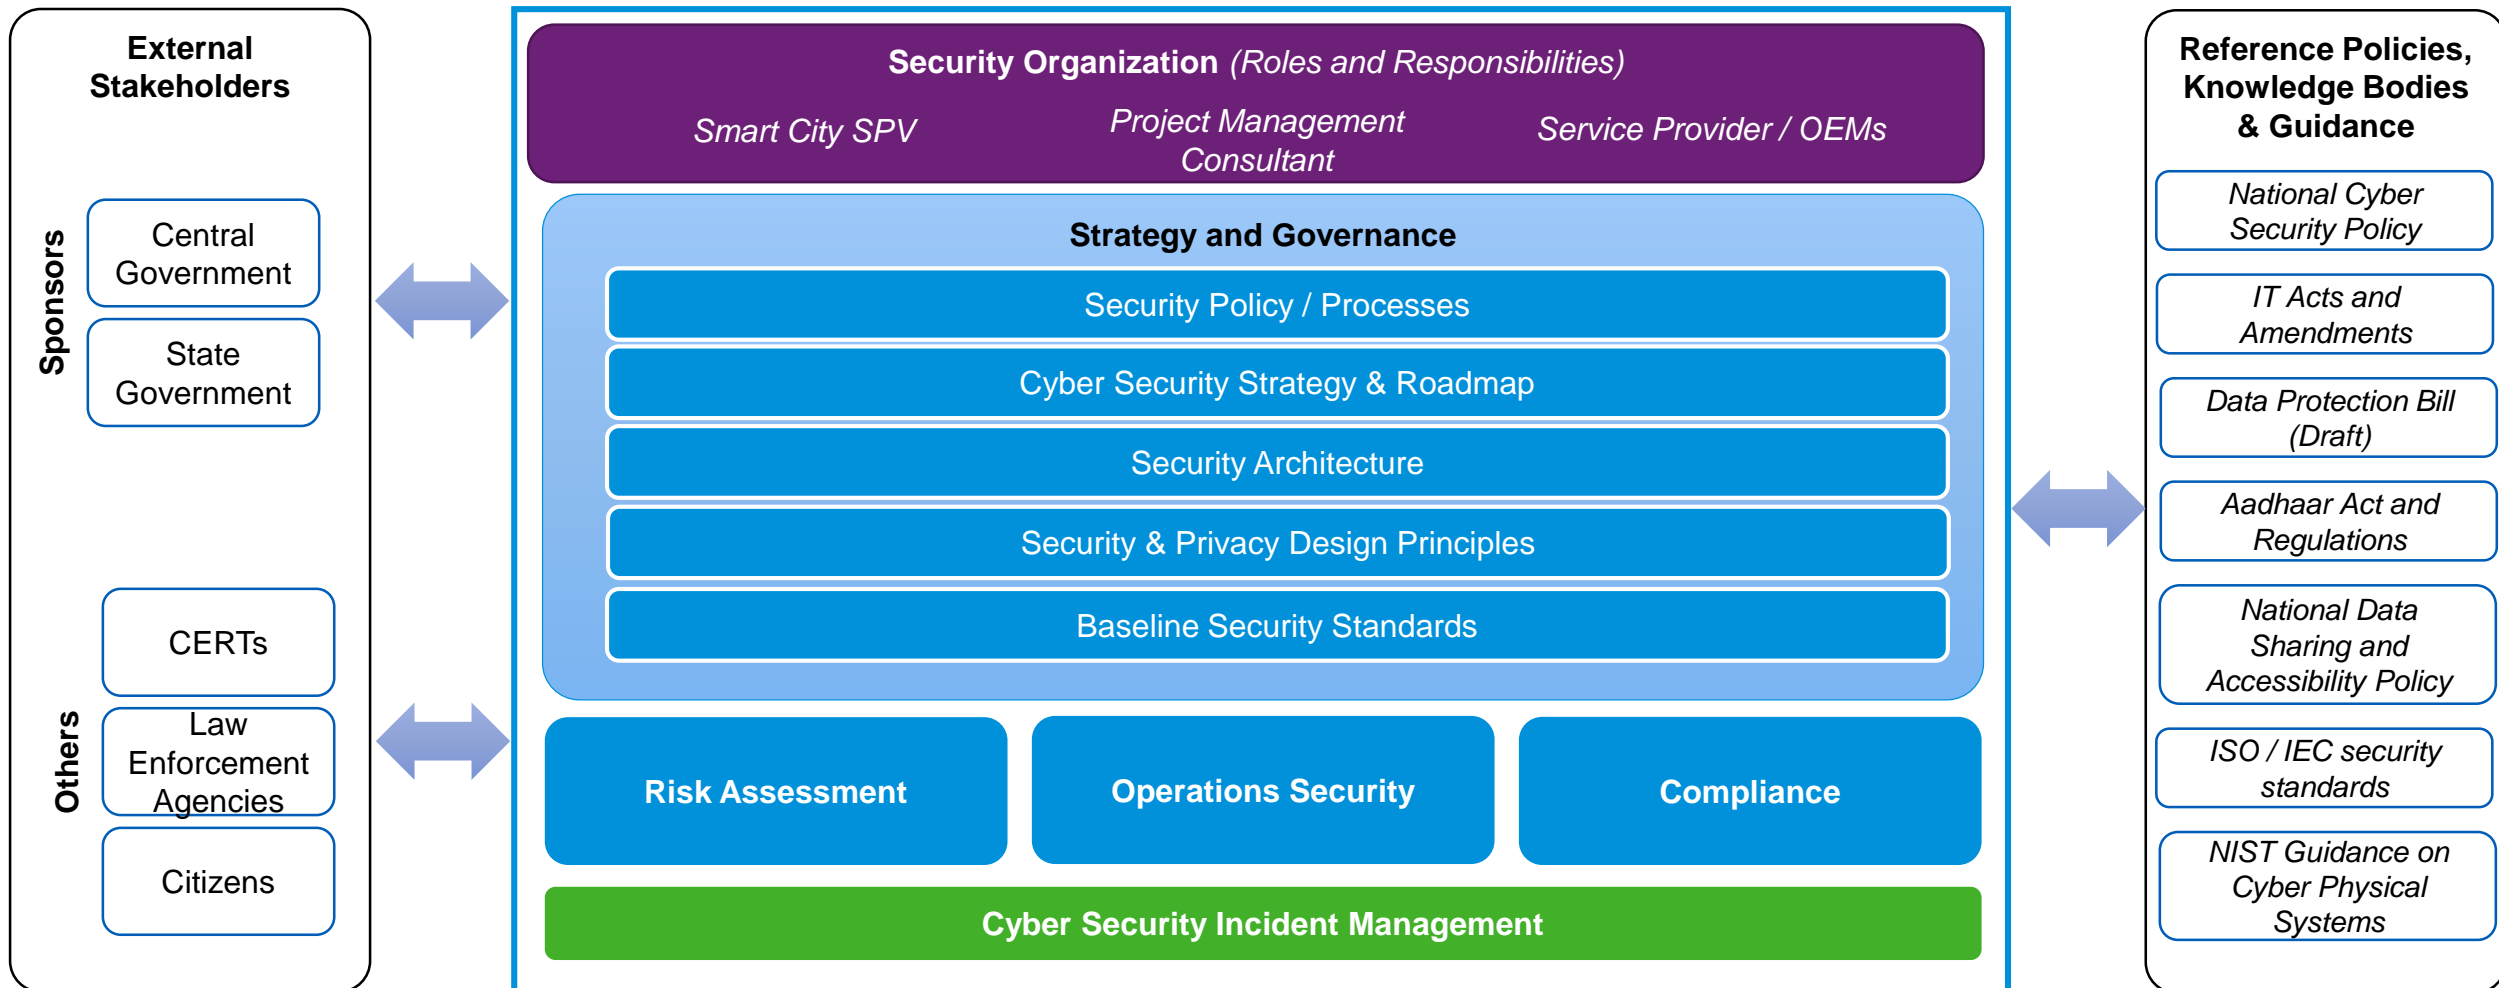 External
Stakeholders
Sponsors
Central
Government
State
Government
Others
CERTs
Law
Enforcement
Agencies
Citizens
Security Organization (Roles and Responsibilities)
Smart City SPV
Project Management
Consultant
Service Provider / OEMs
Strategy and Governance
Security Policy / Processes
Cyber Security Strategy & Roadmap
Security Architecture
Security & Privacy Design Principles
Baseline Security Standards
Risk Assessment
Operations Security
Compliance
Cyber Security Incident Management
Reference Policies,
Knowledge Bodies
& Guidance
National Cyber
Security Policy
IT Acts and
Amendments
Data Protection Bill
(Draft)
Aadhaar Act and
Regulations
National Data
Sharing and
Accessibility Policy
ISO / IEC security
standards
NIST Guidance on
Cyber Physical
Systems